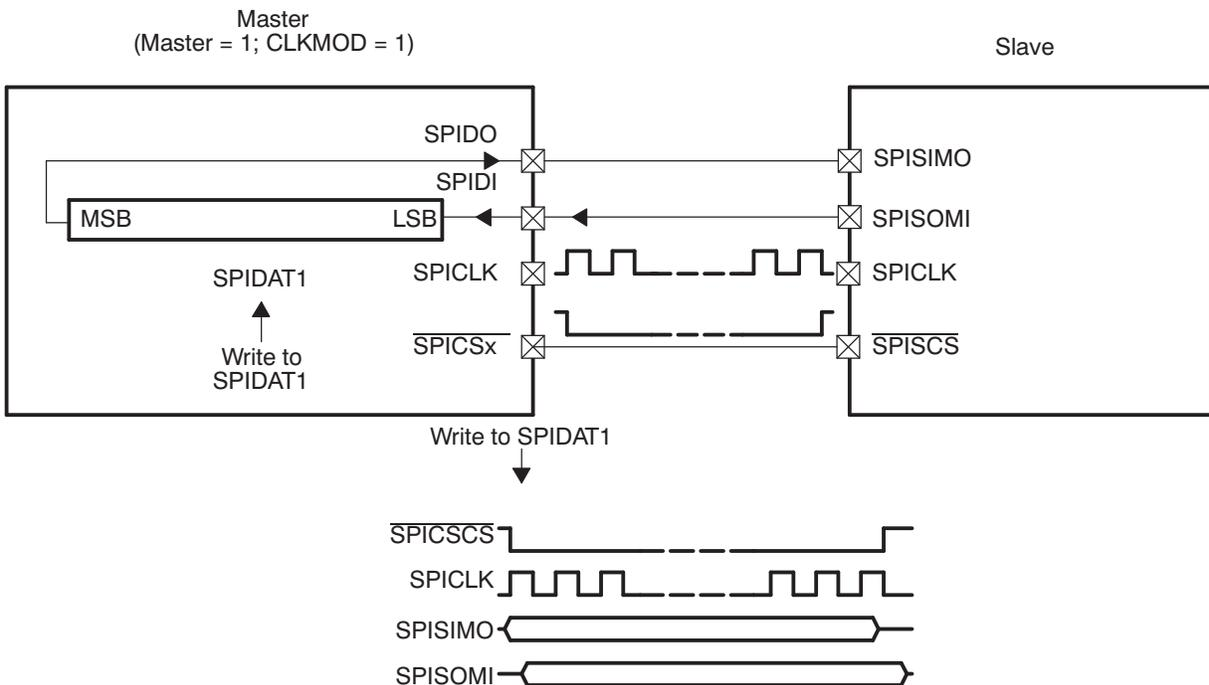 Master
(Master = 1; CLKMOD = 1)
Slave
SPIDO
SPISIMO
SPIDI
MSB
LSB
SPISOMI
SPIDAT1
SPICLK
SPICLK
SPICSx
SPISCS
Write to
SPIDAT1
Write to SPIDAT1
SPICSCS
SPICLK
SPISIMO
SPISOMI